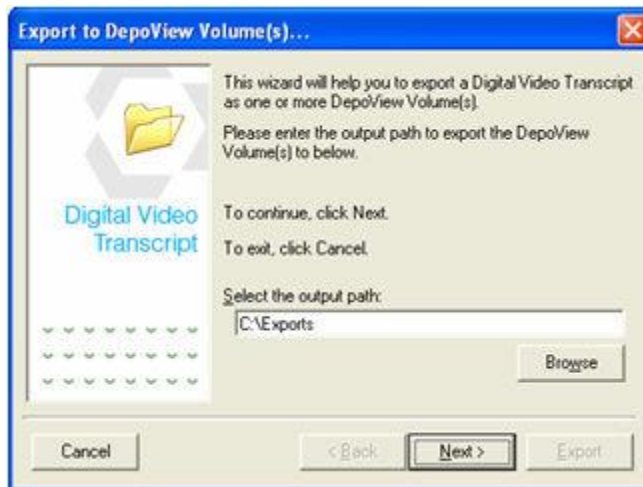 Export to DepoView Volume(s)...
This wizard will help you to export a Digital Video Transcript
as one or more DepoView Volume(s).
Please enter the output path to export the DepoView
Volume(s) to below.
Digital Video
Transcript
To continue, click Next.
To exit, click Cancel.
Select the output path:
C:\Exports
Browse
Cancel
< Back
Next >
Export